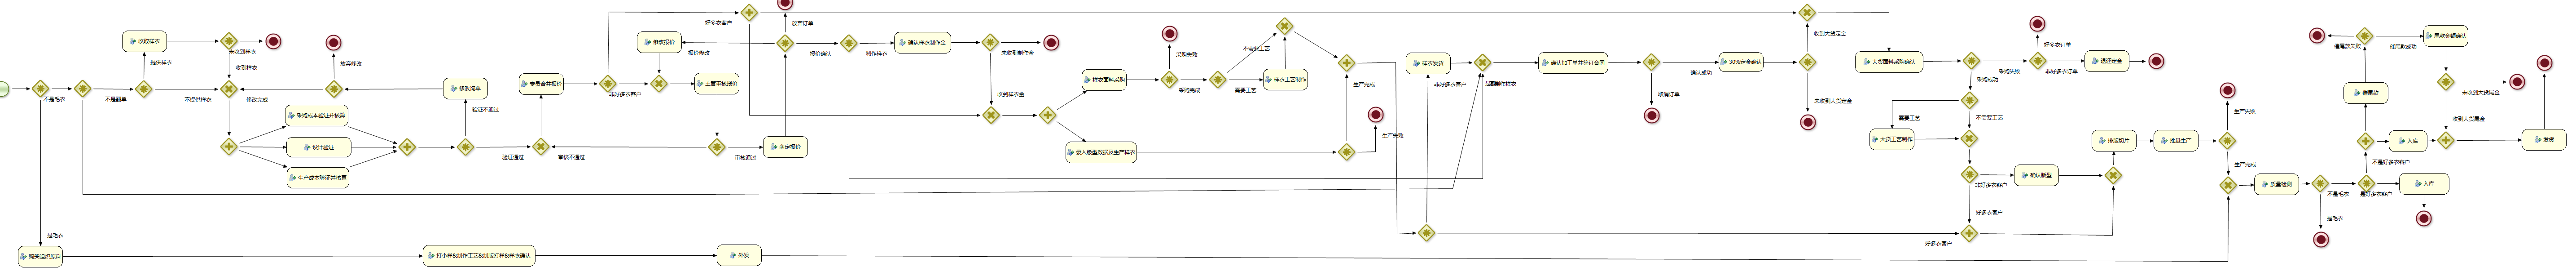 好多衣客户
放弃订单
收取样衣
未收到样衣
收到样衣
提供样衣
放弃修改
修改报价
报价修改
报价确认
制作样衣
确认样衣制作金
未收到制作金
采购失败
不需要工艺
收到大货定金
好多衣订单
催尾款失败
催尾款成功
尾款金额确认
不是毛衣
不是翻单
不提供样衣
修改完成
修改询单
验证不通过
专员会并报价
非好多衣客户
主管审核报价
样衣面料采购
采购完成
需要工艺
样衣工艺制作
生产完成
样衣发货
非好多衣客户
确认加工单并签订合同
确认成功
取消订单
30%定金确认
未收到大货定金
大货面料采购确认
采购失败
非好多衣订单
退还定金
采购成功
催尾款
未收到大货尾金
收到大货尾金
采购成本验证并核算
设计验证
生产成本验证并核算
验证通过
审核不通过
审核通过
商定报价
收到样衣金
录入板型数据及生产样衣
生产失败
需要工艺
不需要工艺
大货工艺制作
排版切片
批量生产
生产失败
生产完成
入库
发货
不是好多衣客户
非好多衣客户
确认板型
好多衣客户
质量检测
不是毛衣
是好多衣客户
入库
是毛衣
是毛衣
好多衣客户
购买组织原料
打小样&制作工艺&制板打样&样衣确认
外发